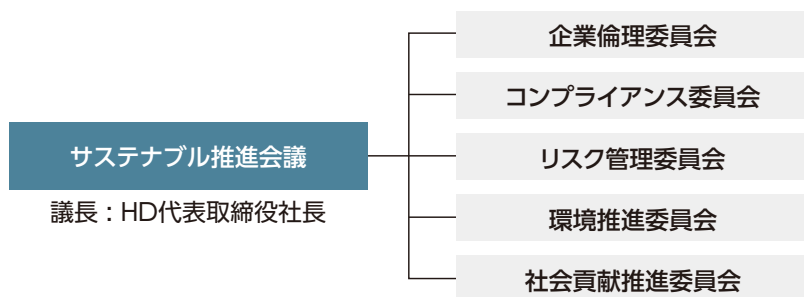 企業倫理委員会
コンプライアンス委員会
サステナブル推進会議
リスク管理委員会
議長：HD代表取締役社長
環境推進委員会
社会貢献推進委員会